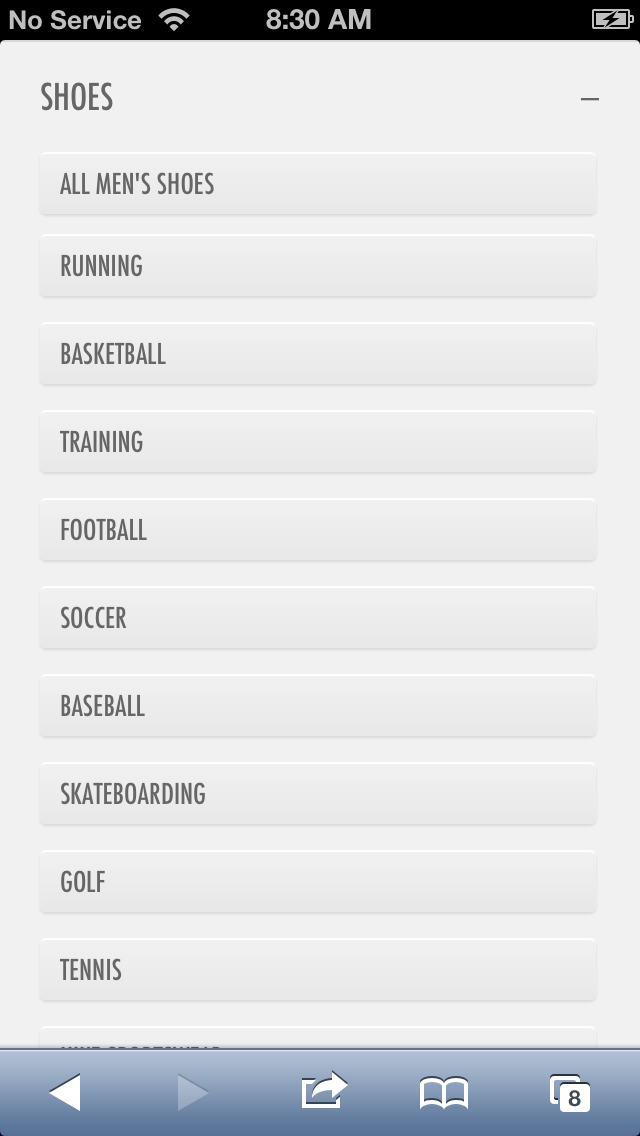 No Service 8:30 AM
SHOES
ALL MEN'S SHOES
RUNNING
BASKETBALL
TRAINING
FOOTBALL
SOCCER
BASEBALL
SKATEBOARDING
GOLF
TENNIS
8